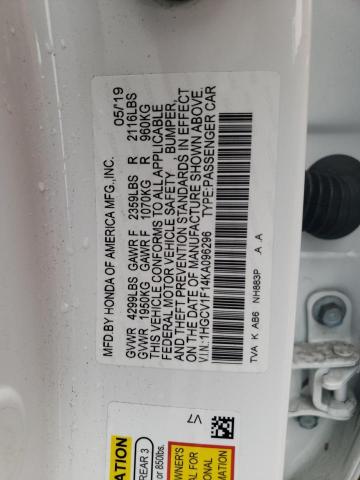 MFD BY HONDA OF AMERICA MFG.,INC. 05/'19
GVWR 4299LBS GAWR F 2359LBS R 2116LBS
GVWR 1950KG GAWR F 1070KG R 960KG
THIS VEHICLE CONFORMS TO ALL APPLICABLE
FEDERAL MOTOR VEHICLE SAFETY , BUMPER,
AND THEFT PREVENTION STANDARDS IN EFFECT
ON THE DATE OF MANUFACTURE SHOWN ABOVE.
V.I.N.:1HGCV1F14KA096296 TYPE:PASSENGER CAR
TVA K AB6 NH883P A .A
V7
REAR 3
or 850lbs.
OWNER'S